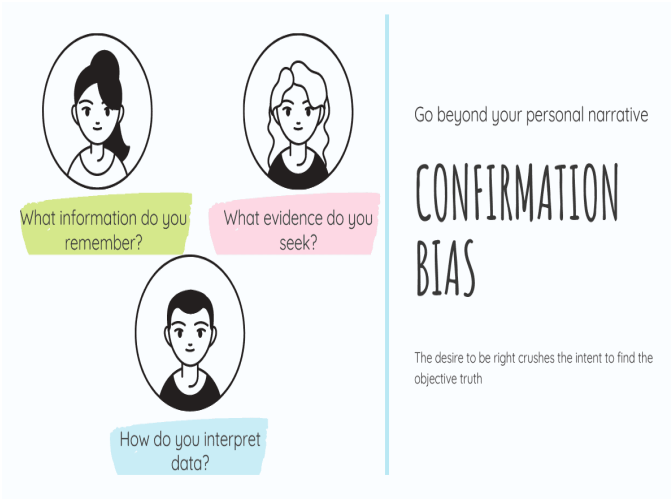 What information do you
remember?
What evidence do you
seek?
How do you interpret
data?
Go beyond your personal narrative
CONFIRMATION
BIAS
The desire to be right crushes the intent to find the
objective truth